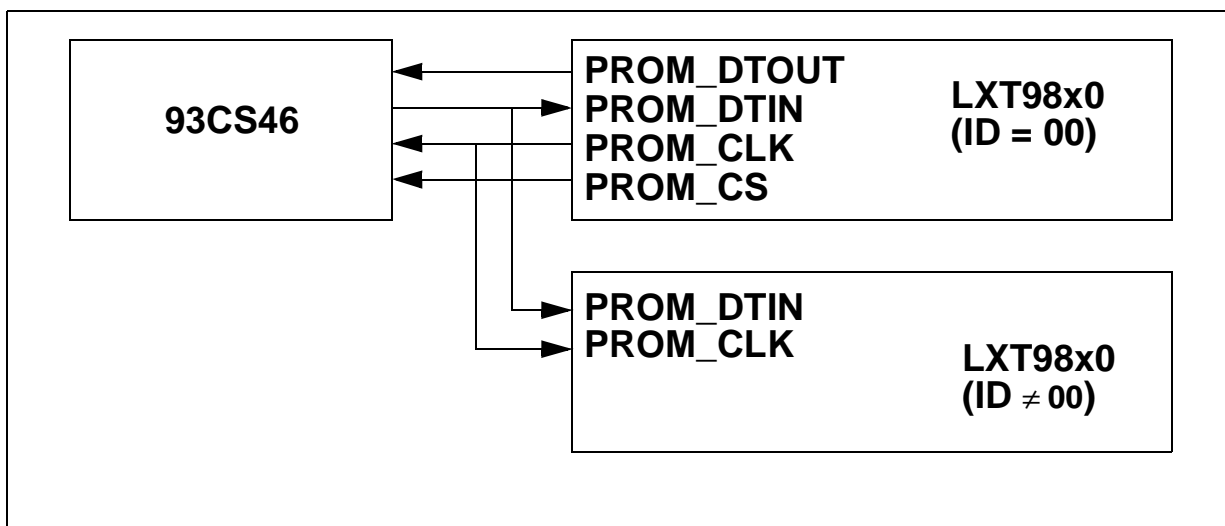 93CS46
PROM_DTOUT
PROM_DTIN
PROM_CLK
PROM_CS
LXT98x0
(ID = 00)
PROM_DTIN
PROM_CLK
LXT98x0
(ID ≠ 00)